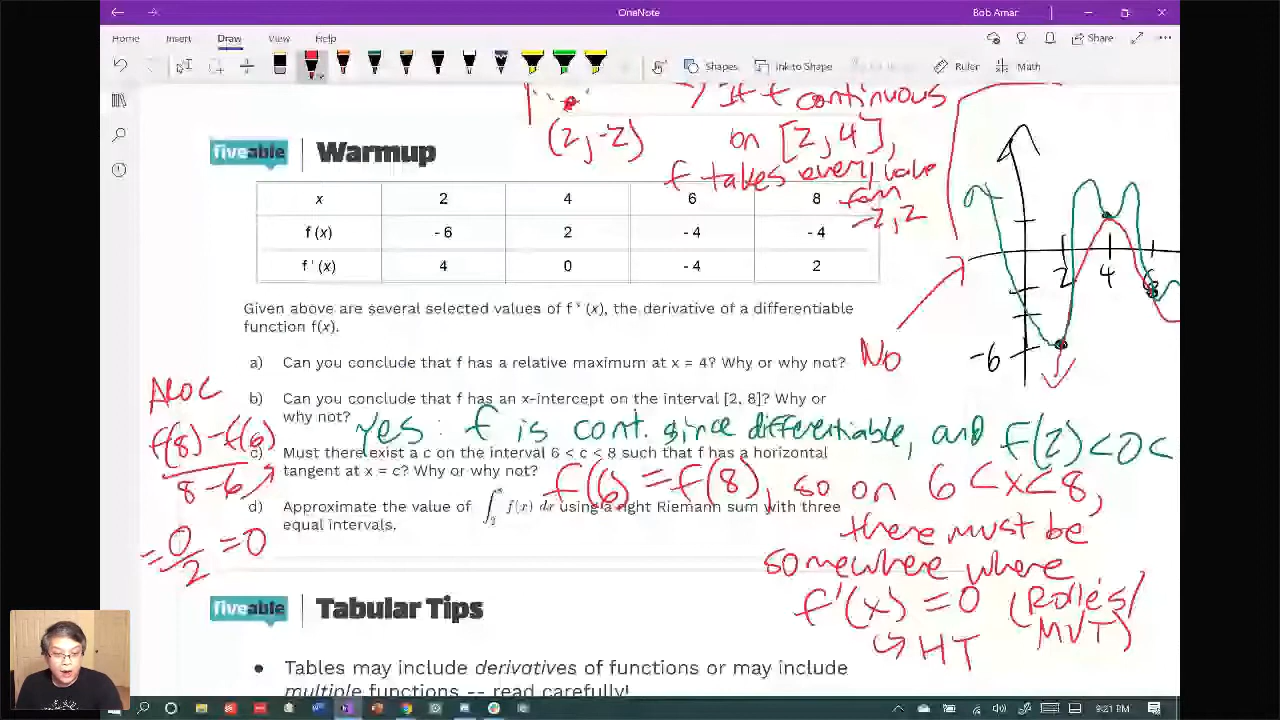 OneNote
Bob Amar
Home Insert Draw View Help
Share
Shapes Ink to Shape Ruler Math
If f continuous
(2,-2) on [2,4],
f takes every value
from
-2,2
fiveable Warmup
x 2 4 6 8
f (x) - 6 2 - 4 - 4
f ' (x) 4 0 - 4 2
2 4 6 8
-6
No
Given above are several selected values of f ' (x), the derivative of a differentiable
function f(x).
a) Can you conclude that f has a relative maximum at x = 4? Why or why not?
b) Can you conclude that f has an x-intercept on the interval [2, 8]? Why or
why not?
Yes: f is cont. since differentiable, and f(2)<0<
c) Must there exist a c on the interval 6 < c < 8 such that f has a horizontal
tangent at x = c? Why or why not?
f(6)=f(8), so on 6<x<8,
there must be
somewhere where
f'(x)=0 (Rolle's/
MVT)
↳ HT
d) Approximate the value of ∫ f(x) dx using a right Riemann sum with three
equal intervals.
AROC
f(8)-f(6)
8-6
=0/2=0
fiveable Tabular Tips
● Tables may include derivatives of functions or may include
multiple functions -- read carefully!
9:21 PM